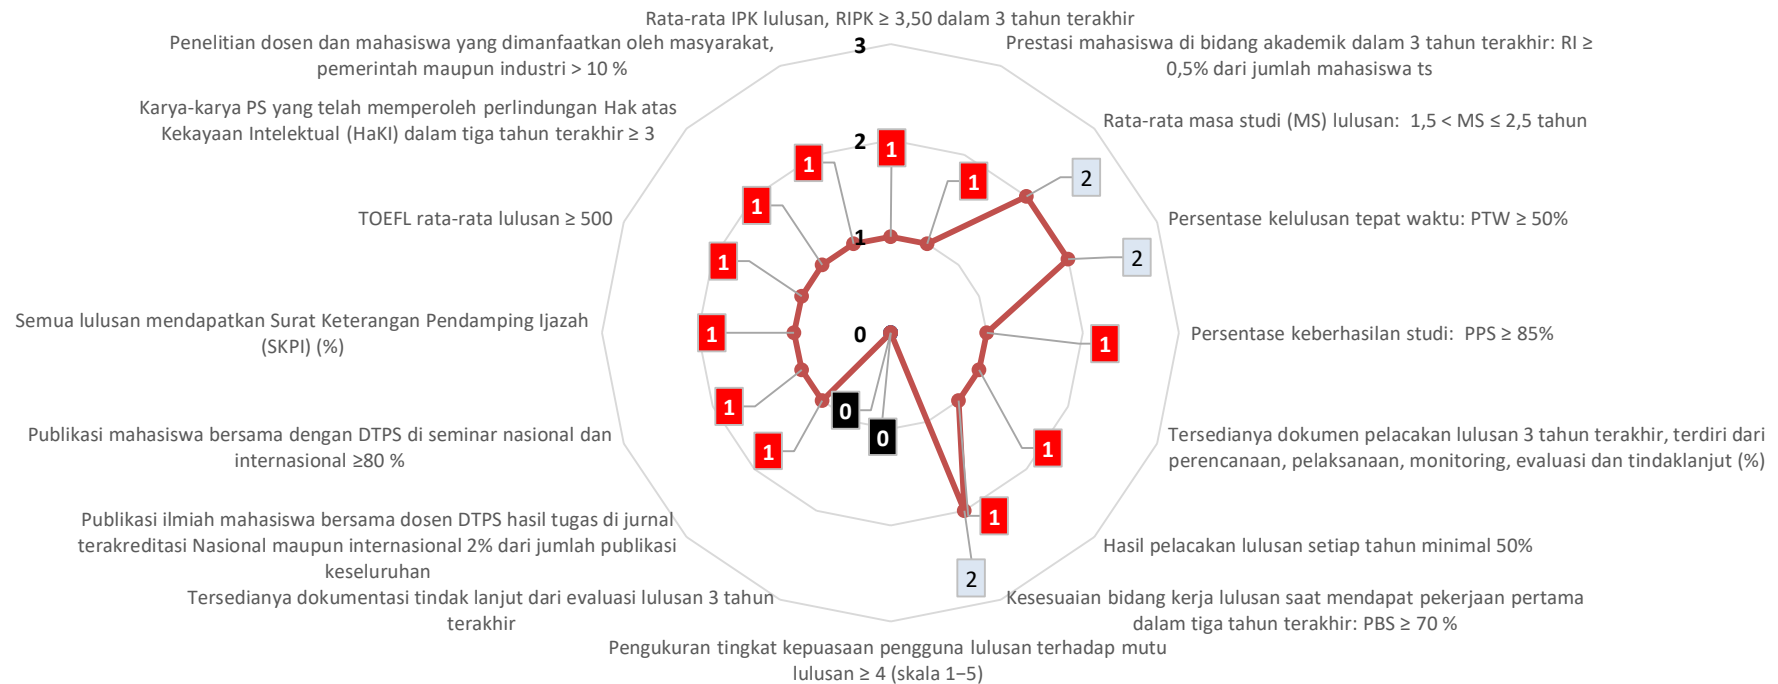 Rata-rata IPK lulusan, RIPK ≥ 3,50 dalam 3 tahun terakhir
Prestasi mahasiswa di bidang akademik dalam 3 tahun terakhir: RI ≥
0,5% dari jumlah mahasiswa ts
Rata-rata masa studi (MS) lulusan: 1,5 < MS ≤ 2,5 tahun
Persentase kelulusan tepat waktu: PTW ≥ 50%
Persentase keberhasilan studi: PPS ≥ 85%
Tersedianya dokumen pelacakan lulusan 3 tahun terakhir, terdiri dari
perencanaan, pelaksanaan, monitoring, evaluasi dan tindaklanjut (%)
Hasil pelacakan lulusan setiap tahun minimal 50%
Kesesuaian bidang kerja lulusan saat mendapat pekerjaan pertama
dalam tiga tahun terakhir: PBS ≥ 70 %
Pengukuran tingkat kepuasaan pengguna lulusan terhadap mutu
lulusan ≥ 4 (skala 1–5)
Tersedianya dokumentasi tindak lanjut dari evaluasi lulusan 3 tahun
terakhir
Publikasi ilmiah mahasiswa bersama dosen DTPS hasil tugas di jurnal
terakreditasi Nasional maupun internasional 2% dari jumlah publikasi
keseluruhan
Publikasi mahasiswa bersama dengan DTPS di seminar nasional dan
internasional ≥80 %
Semua lulusan mendapatkan Surat Keterangan Pendamping Ijazah
(SKPI) (%)
TOEFL rata-rata lulusan ≥ 500
Karya-karya PS yang telah memperoleh perlindungan Hak atas
Kekayaan Intelektual (HaKI) dalam tiga tahun terakhir ≥ 3
Penelitian dosen dan mahasiswa yang dimanfaatkan oleh masyarakat,
pemerintah maupun industri > 10 %
3
2
1
0
1
1
2
2
1
1
1
2
0
0
1
1
1
1
1
1